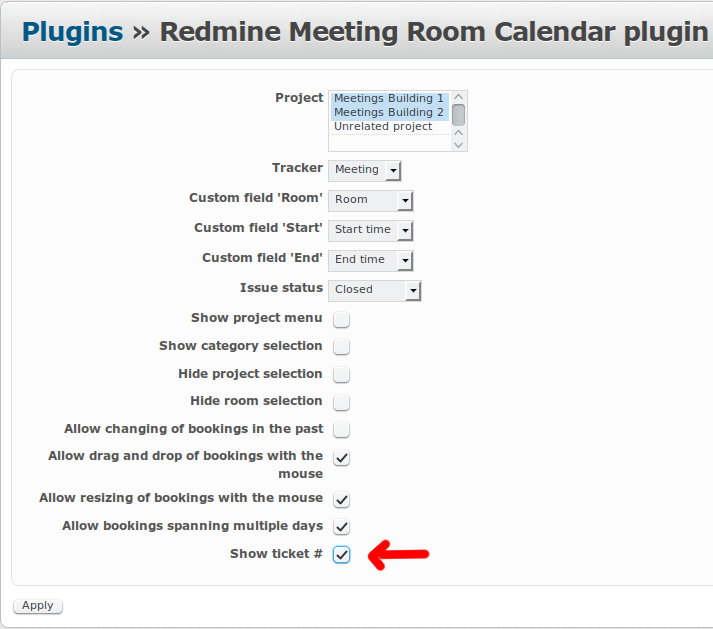 Plugins » Redmine Meeting Room Calendar plugin
Project
Meetings Building 1
Meetings Building 2
Unrelated project
Tracker Meeting
Custom field 'Room' Room
Custom field 'Start' Start time
Custom field 'End' End time
Issue status Closed
Show project menu
Show category selection
Hide project selection
Hide room selection
Allow changing of bookings in the past
Allow drag and drop of bookings with the
mouse
Allow resizing of bookings with the mouse
Allow bookings spanning multiple days
Show ticket #
Apply